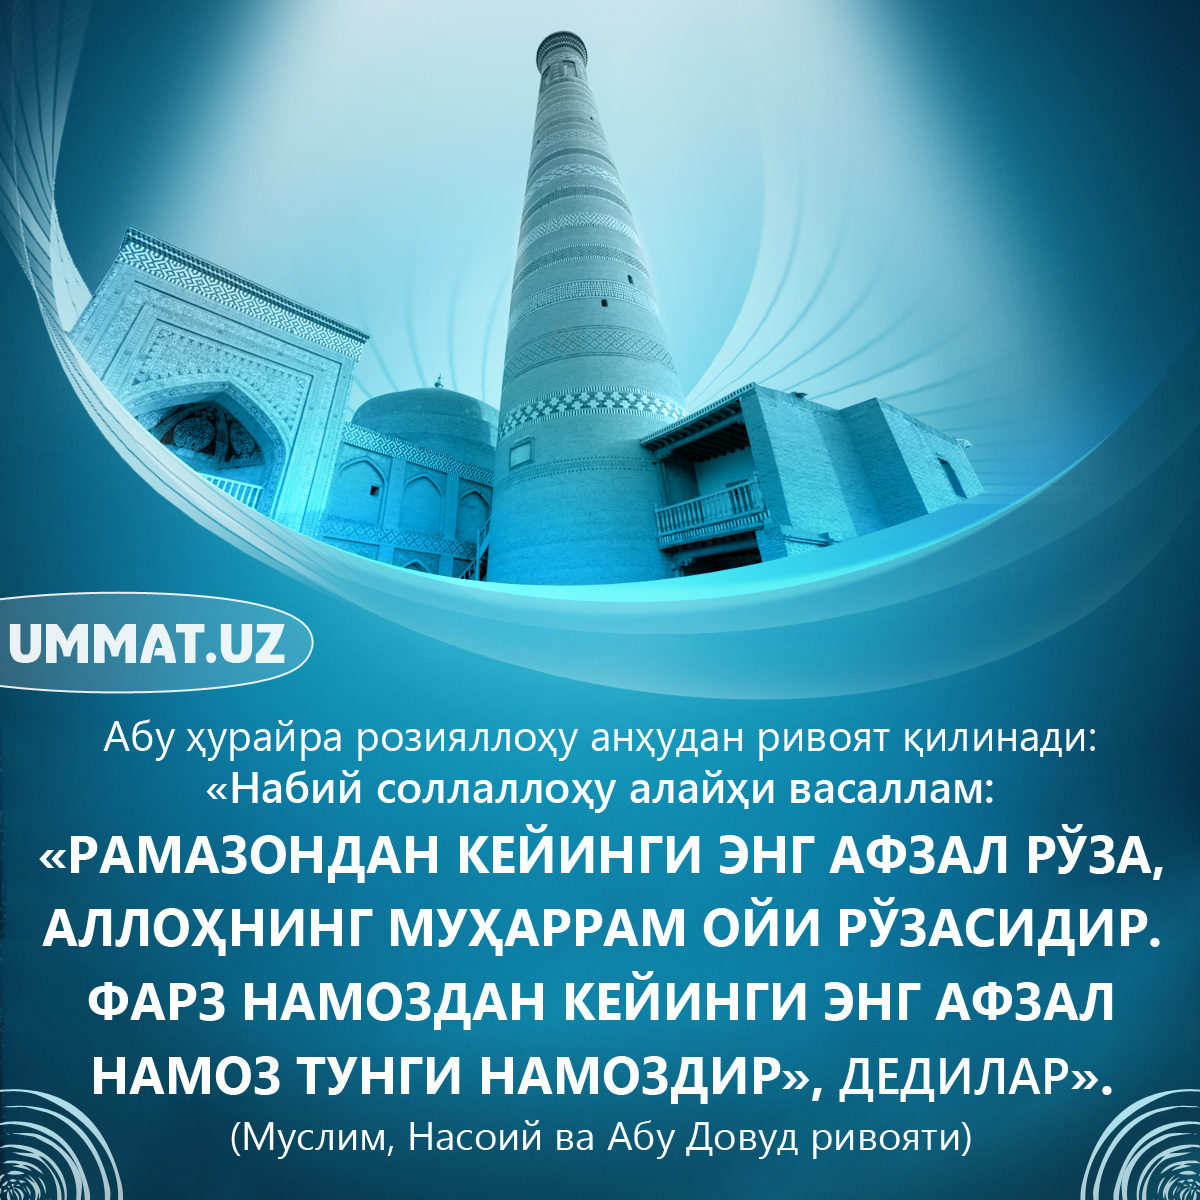 UMMAT.UZ
Абу ҳурайра розияллоҳу анҳудан ривоят қилинади:
«Набий соллаллоҳу алайҳи васаллам:
«РАМАЗОНДАН КЕЙИНГИ ЭНГ АФЗАЛ РЎЗА,
АЛЛОҲНИНГ МУҲАРРАМ ОЙИ РЎЗАСИДИР.
ФАРЗ НАМОЗДАН КЕЙИНГИ ЭНГ АФЗАЛ
НАМОЗ ТУНГИ НАМОЗДИР», ДЕДИЛАР».
(Муслим, Насоий ва Абу Довуд ривояти)